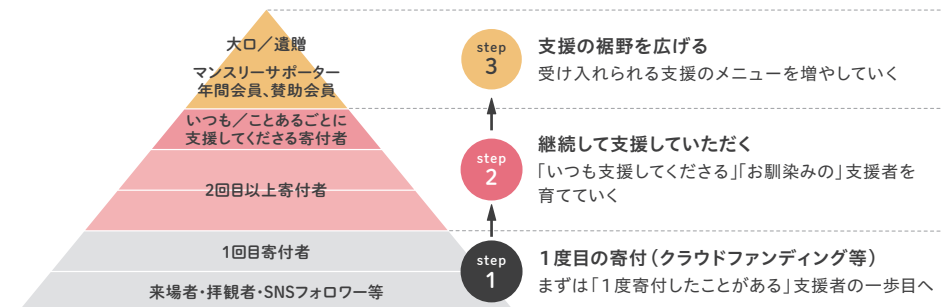 大口／遺贈
マンスリーサポーター
年間会員、賛助会員
いつも／ことあるごとに
支援してくださる寄付者
2回目以上寄付者
1回目寄付者
来場者・拝観者・SNSフォロワー等
step
3
支援の裾野を広げる
受け入れられる支援のメニューを増やしていく
step
2
継続して支援していただく
「いつも支援してくださる」「お馴染みの」支援者を
育てていく
step
1
1度目の寄付（クラウドファンディング等）
まずは「1度寄付したことがある」支援者の一歩目へ